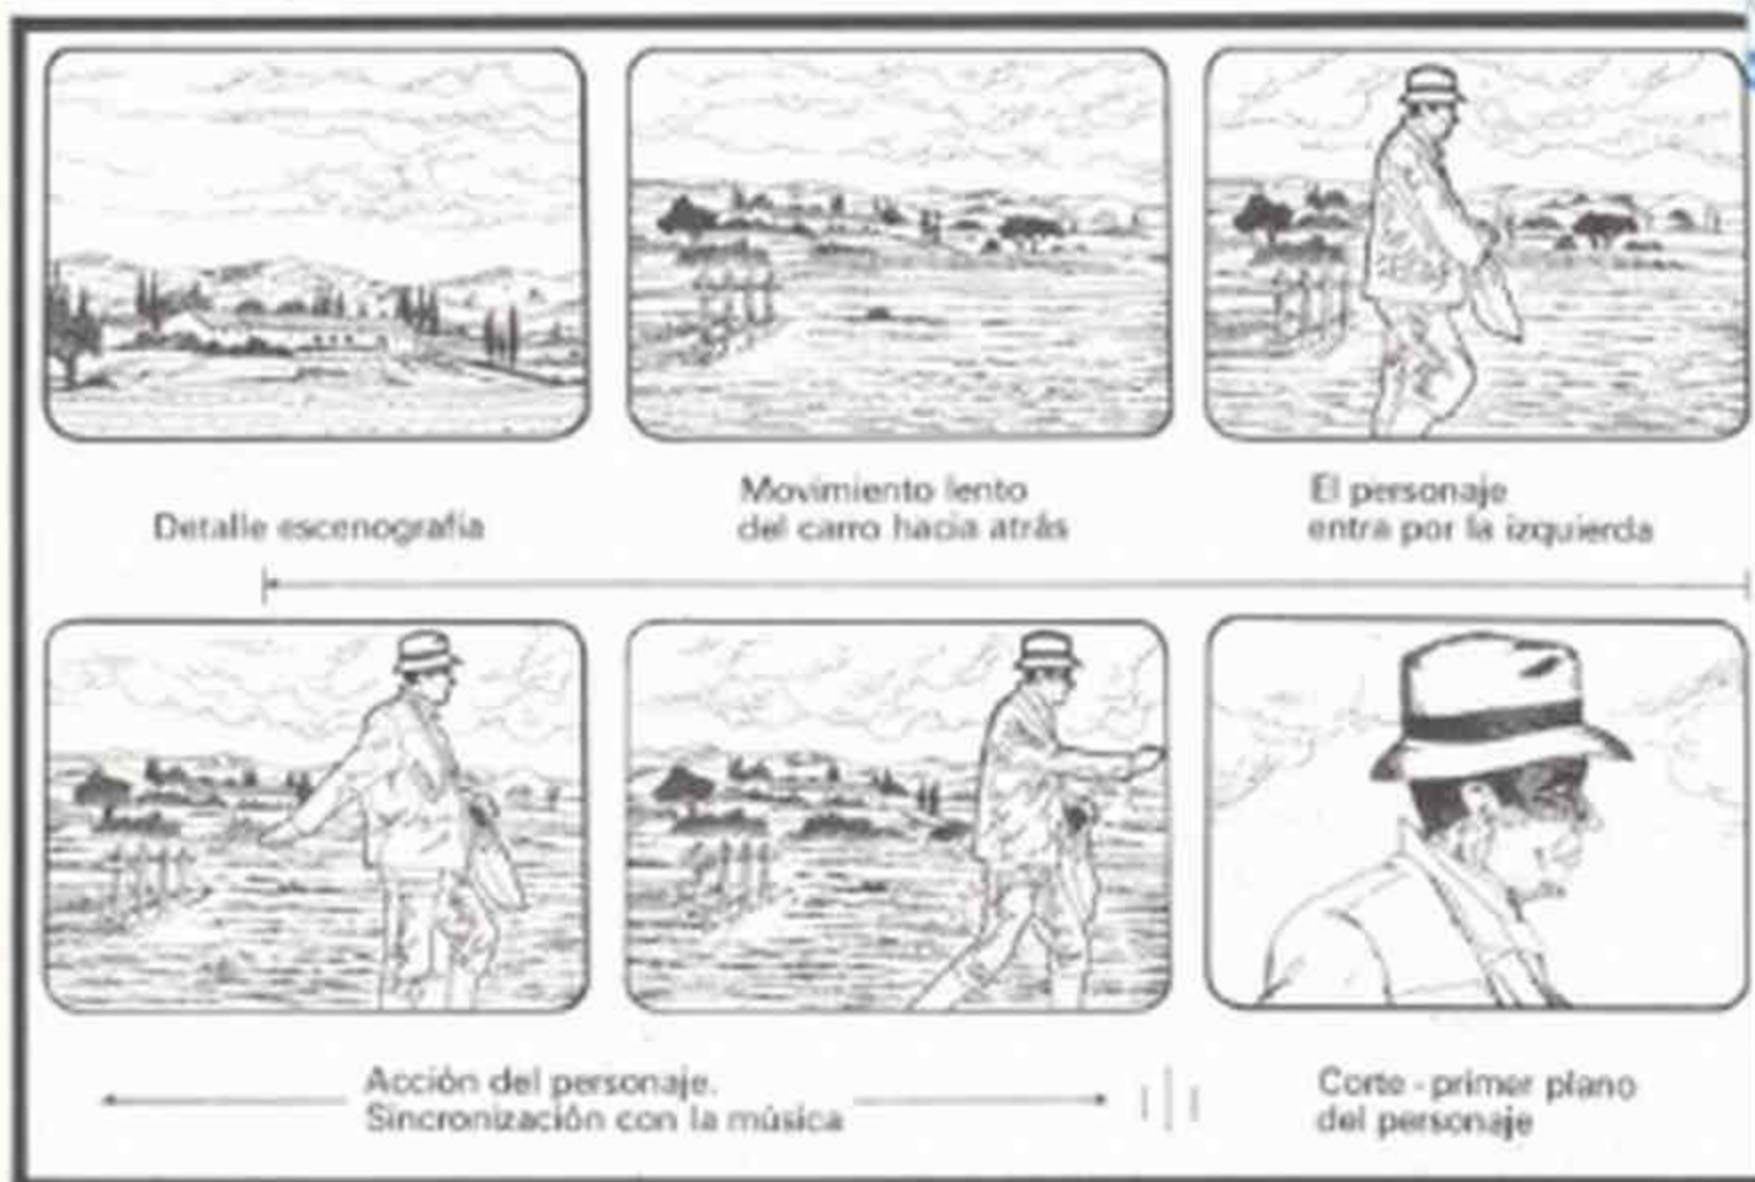 Detalle escenografía
Movimiento lento
del carro hacia atrás
El personaje
entra por la izquierda
Acción del personaje.
Sincronización con la música
Corte - primer plano
del personaje